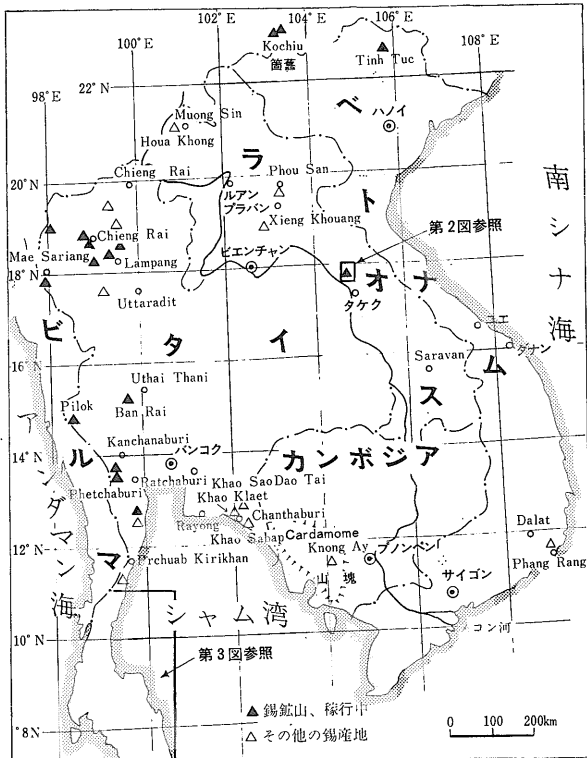 98° E
100° E
102° E
104° E
106° E
108° E
Kochiu
箇舊
Tinh Tuc
22° N
Muong Sin
Houa Khong
ベ
ハノイ
ラ
Chieng Rai
20° N
ルアン
プラバン
Phou San
Xieng Khouang
ト
南シナ海
Chieng Rai
Mae Sariang
Lampang
ビエンチャン
第2図参照
18° N
オ
ナ
タケク
Uttaradit
ビ
タイ
ユエ
ダナン
ム
16° N
Saravan
ス
Uthai Thani
Ban Rai
Pilok
Kanchanaburi
ル
14° N
バンコク
カンボジア
アンダマン海
Ratchaburi
Phetchaburi
Khao Sao Dao Tai
Khao Klaet
Chanthaburi
Rayong
Khao Sabap
Cardamome
Knong Ay
プノンペン
Dalat
Phang Rang
12° N
マ
Prchuab Kirikhan
山塊
サイゴン
シャム湾
コン河
10° N
第3図参照
▲ 錫鉱山、稼行中
△ その他の錫産地
8° N
0 100 200km